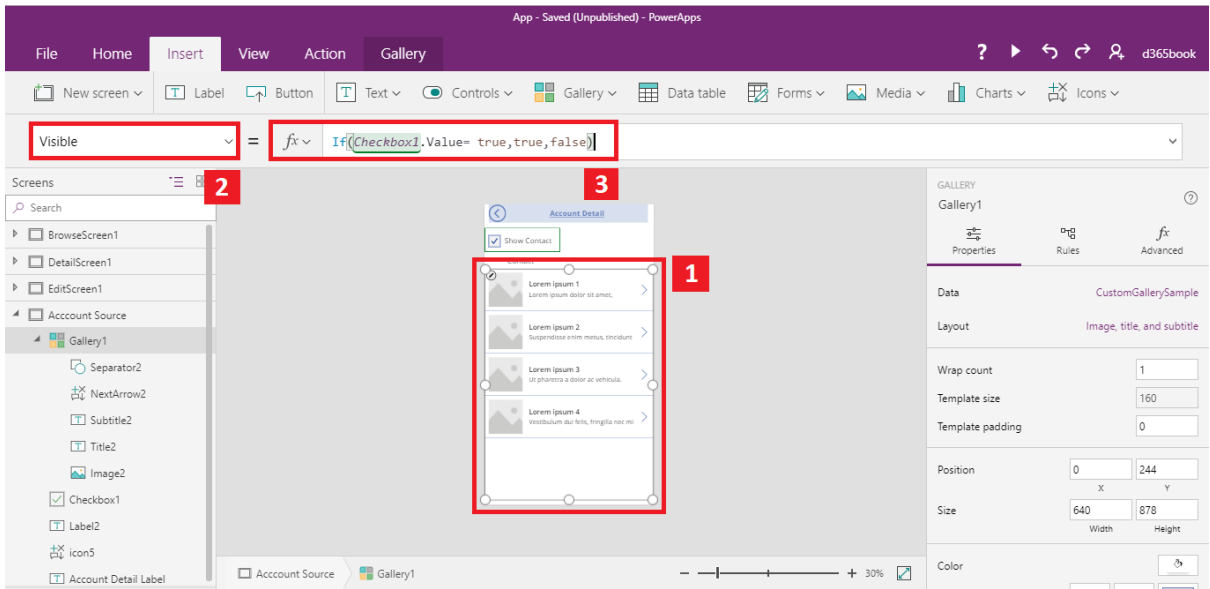 App - Saved (Unpublished) - PowerApps
File Home Insert View Action Gallery ? d365book
New screen Label Button Text Controls Gallery Data table Forms Media Charts Icons
Visible = fx If(Checkbox1.Value= true,true,false)
2
3
Screens
Search
BrowseScreen1
DetailScreen1
EditScreen1
Acccount Source
Gallery1
Separator2
NextArrow2
Subtitle2
Title2
Image2
Checkbox1
Label2
icon5
Account Detail Label
Account Detail
Show Contact
Contact
1
Lorem ipsum 1
Lorem ipsum dolor sit amet,
Lorem ipsum 2
Suspendisse enim metus, tincidunt
Lorem ipsum 3
Ut pharetra a dolor ac vehicula.
Lorem ipsum 4
Vestibulum dui felis, fringilla nec mi
Acccount Source Gallery1
30%
GALLERY
Gallery1
Properties Rules fx Advanced
Data CustomGallerySample
Layout Image, title, and subtitle
Wrap count 1
Template size 160
Template padding 0
Position 0 244
X Y
Size 640 878
Width Height
Color